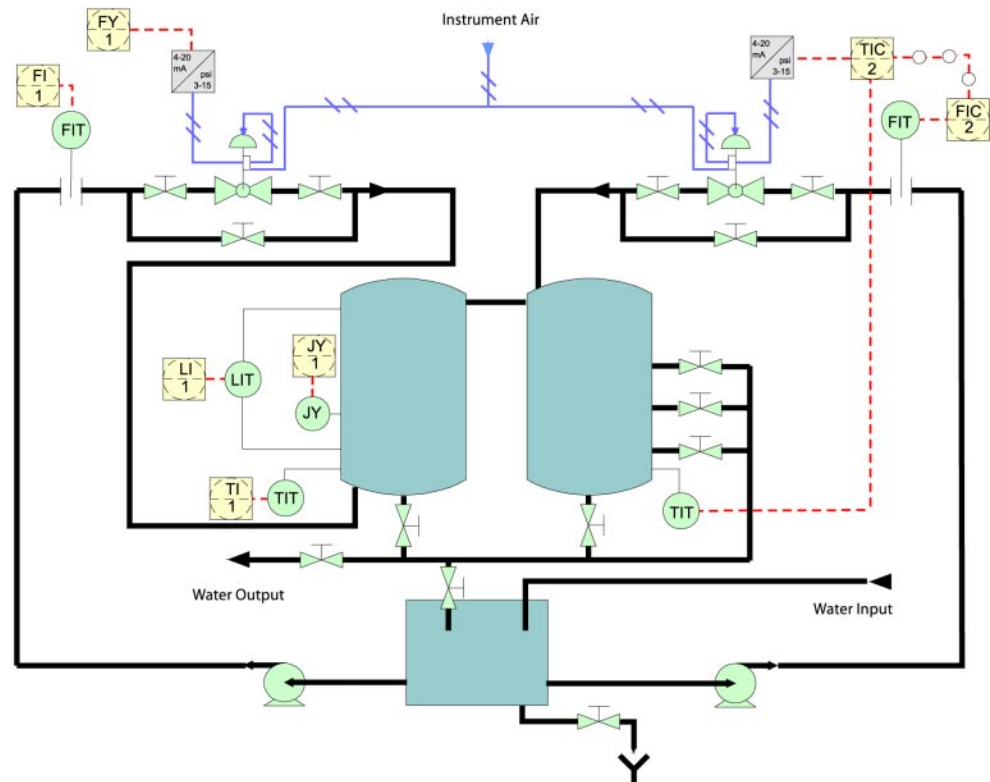 Instrument Air
FY
1
4-20
mA
psi
3-15
4-20
mA
psi
3-15
TIC
2
FI
1
FIT
FIT
FIC
2
JY
1
LI
1
LIT
JY
TI
1
TIT
TIT
Water Output
Water Input